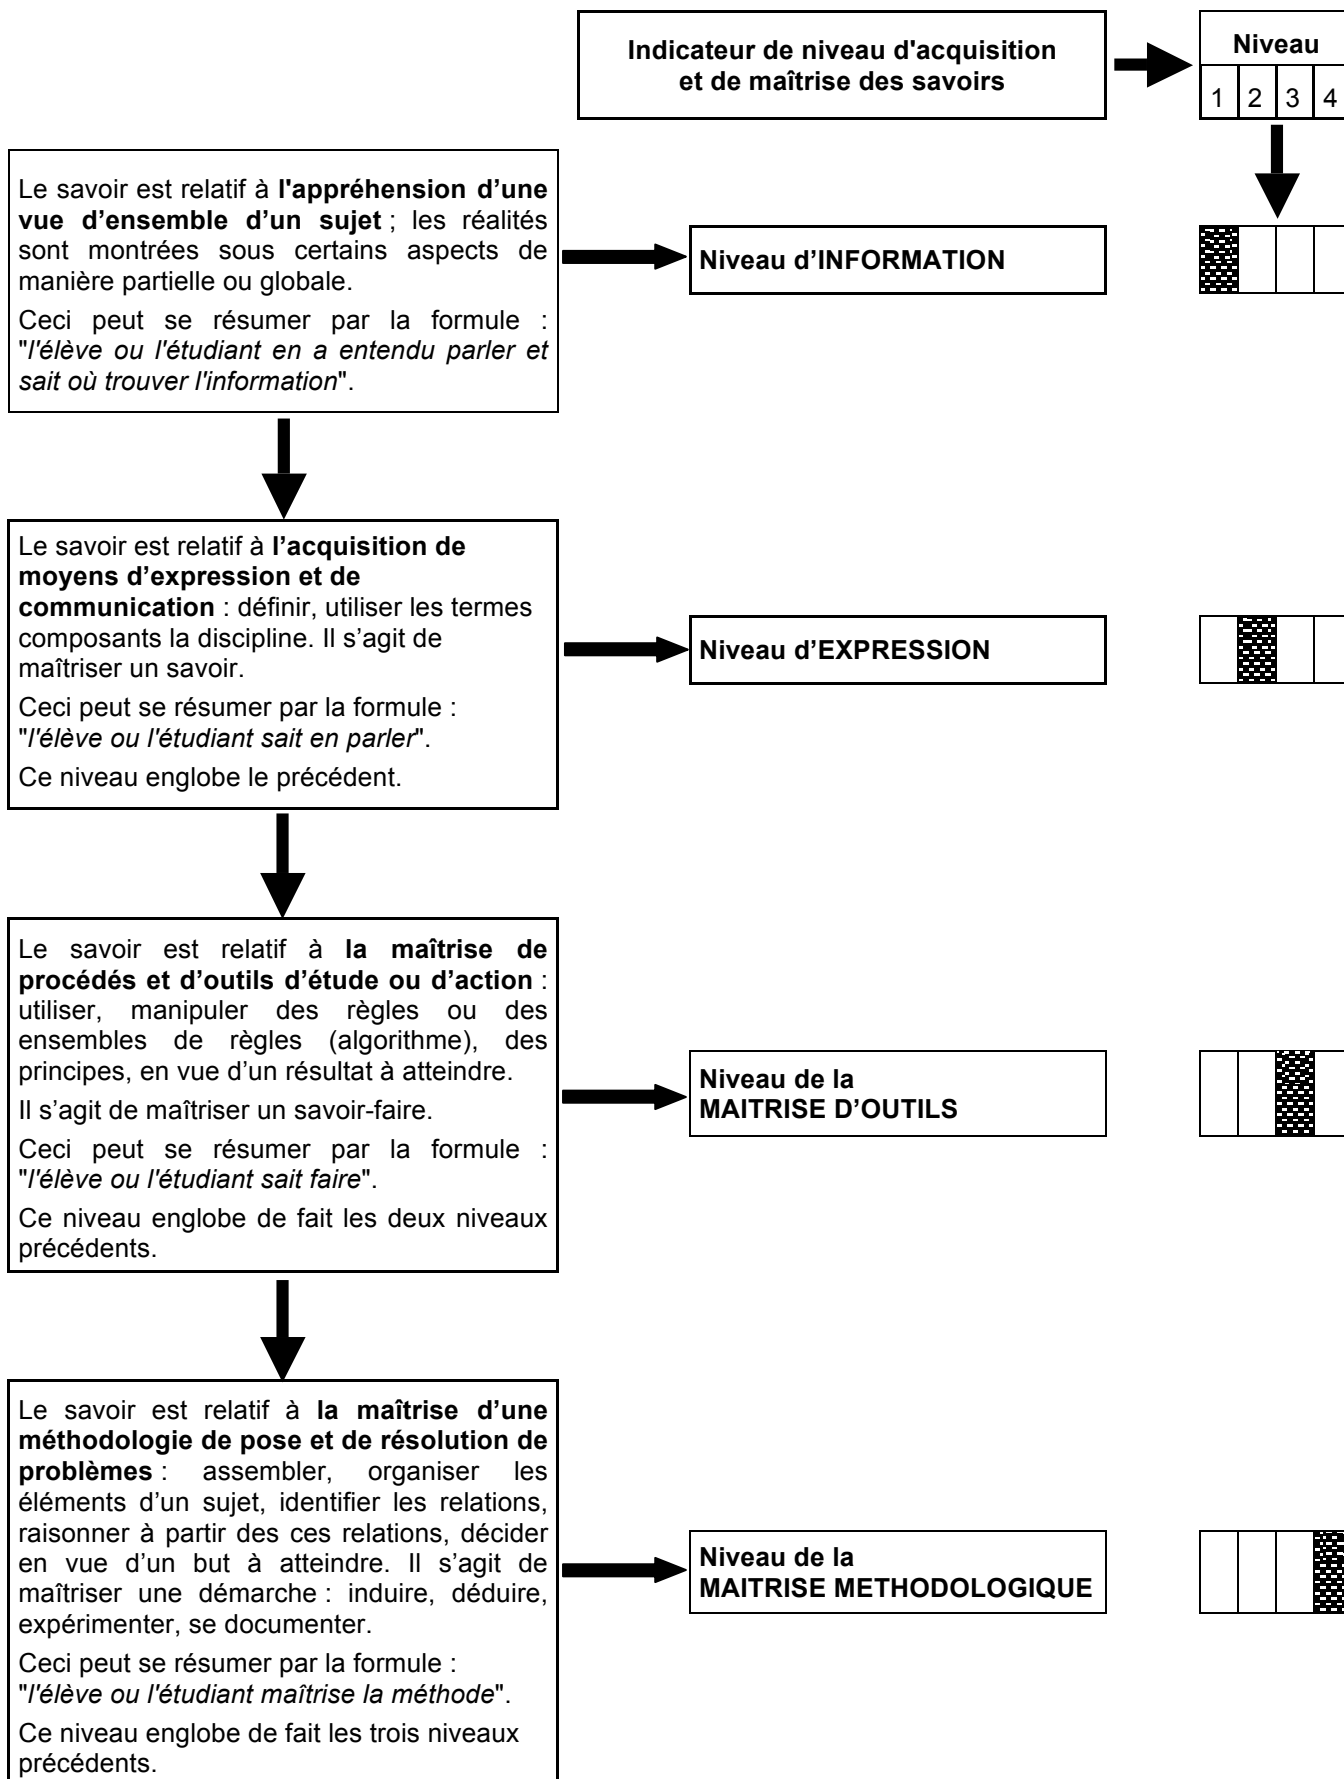 Indicateur de niveau d'acquisition
et de maîtrise des savoirs
Niveau
1 2 3 4
Le savoir est relatif à l'appréhension d’une
vue d’ensemble d’un sujet ; les réalités
sont montrées sous certains aspects de
manière partielle ou globale.
Ceci peut se résumer par la formule :
"l'élève ou l'étudiant en a entendu parler et
sait où trouver l'information".
Niveau d’INFORMATION
Le savoir est relatif à l’acquisition de
moyens d’expression et de
communication : définir, utiliser les termes
composants la discipline. Il s’agit de
maîtriser un savoir.
Ceci peut se résumer par la formule :
"l'élève ou l'étudiant sait en parler".
Ce niveau englobe le précédent.
Niveau d’EXPRESSION
Le savoir est relatif à la maîtrise de
procédés et d’outils d’étude ou d’action :
utiliser, manipuler des règles ou des
ensembles de règles (algorithme), des
principes, en vue d’un résultat à atteindre.
Il s’agit de maîtriser un savoir-faire.
Ceci peut se résumer par la formule :
"l'élève ou l'étudiant sait faire".
Ce niveau englobe de fait les deux niveaux
précédents.
Niveau de la
MAITRISE D’OUTILS
Le savoir est relatif à la maîtrise d’une
méthodologie de pose et de résolution de
problèmes : assembler, organiser les
éléments d’un sujet, identifier les relations,
raisonner à partir des ces relations, décider
en vue d’un but à atteindre. Il s’agit de
maîtriser une démarche : induire, déduire,
expérimenter, se documenter.
Ceci peut se résumer par la formule :
"l'élève ou l'étudiant maîtrise la méthode".
Ce niveau englobe de fait les trois niveaux
précédents.
Niveau de la
MAITRISE METHODOLOGIQUE